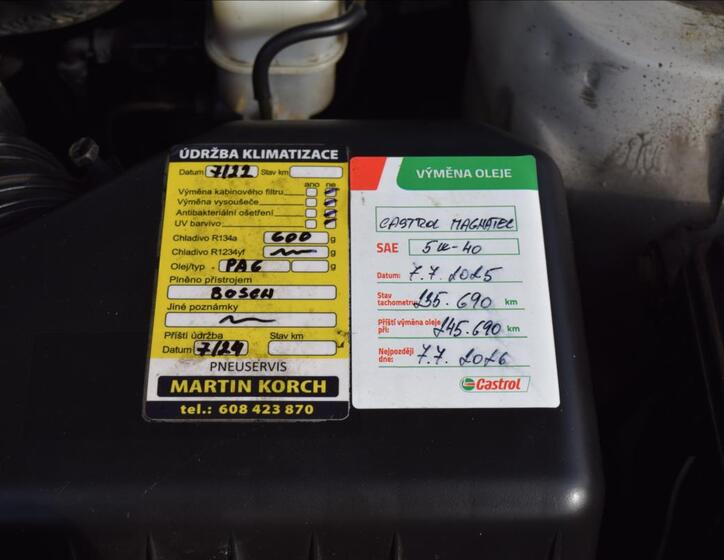 ÚDRŽBA KLIMATIZACE
Datum 7/22 Stav km
ano ne
Výměna kabinového filtru
Výměna vysoušeče
Antibakteriální ošetření
UV barvivo
Chladivo R134a 600 g
Chladivo R1234yf g
Olej/typ PAG g
Plněno přístrojem
BOSCH
Jiné poznámky
Příští údržba Stav km
Datum 7/24
PNEUSERVIS
MARTIN KORCH
tel.: 608 423 870
VÝMĚNA OLEJE
CASTROL MAGNATEC
SAE 5W-40
Datum: 7.7.2025
Stav
tachometru: 235.690 km
Příští výměna oleje
při: 245.690 km
Nejpozději
dne: 7.7.2026
Castrol